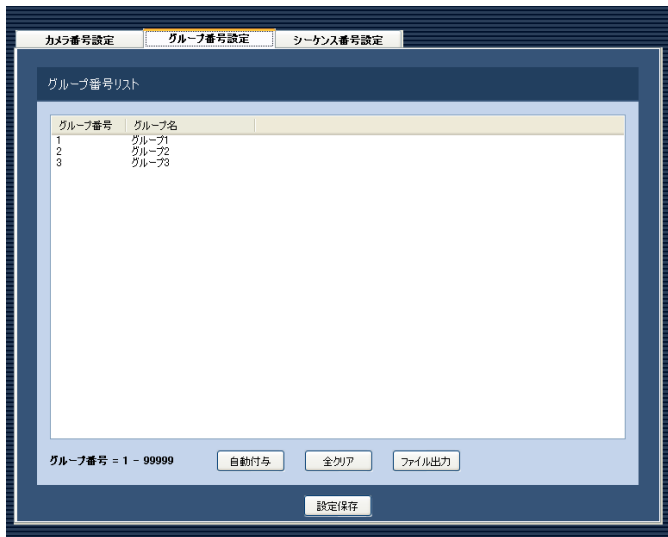 カメラ番号設定 グループ番号設定 シーケンス番号設定
グループ番号リスト
グループ番号 グループ名
1 グループ1
2 グループ2
3 グループ3
グループ番号 = 1 - 99999 自動付与 全クリア ファイル出力
設定保存